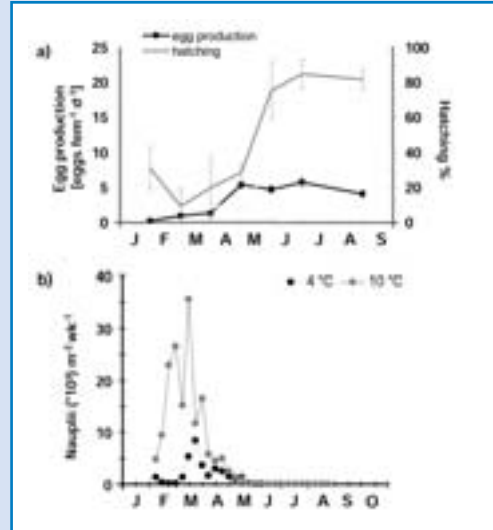 a)
egg production
hatching
Egg production
[eggs fem⁻¹ d⁻¹]
25
20
15
10
5
0
100
80
60
40
20
0
Hatching %
J F M A M J J A S
b)
4 °C 10 °C
Nauplii (*10³) m⁻² wk⁻¹
40
30
20
10
0
J F M A M J J A S O